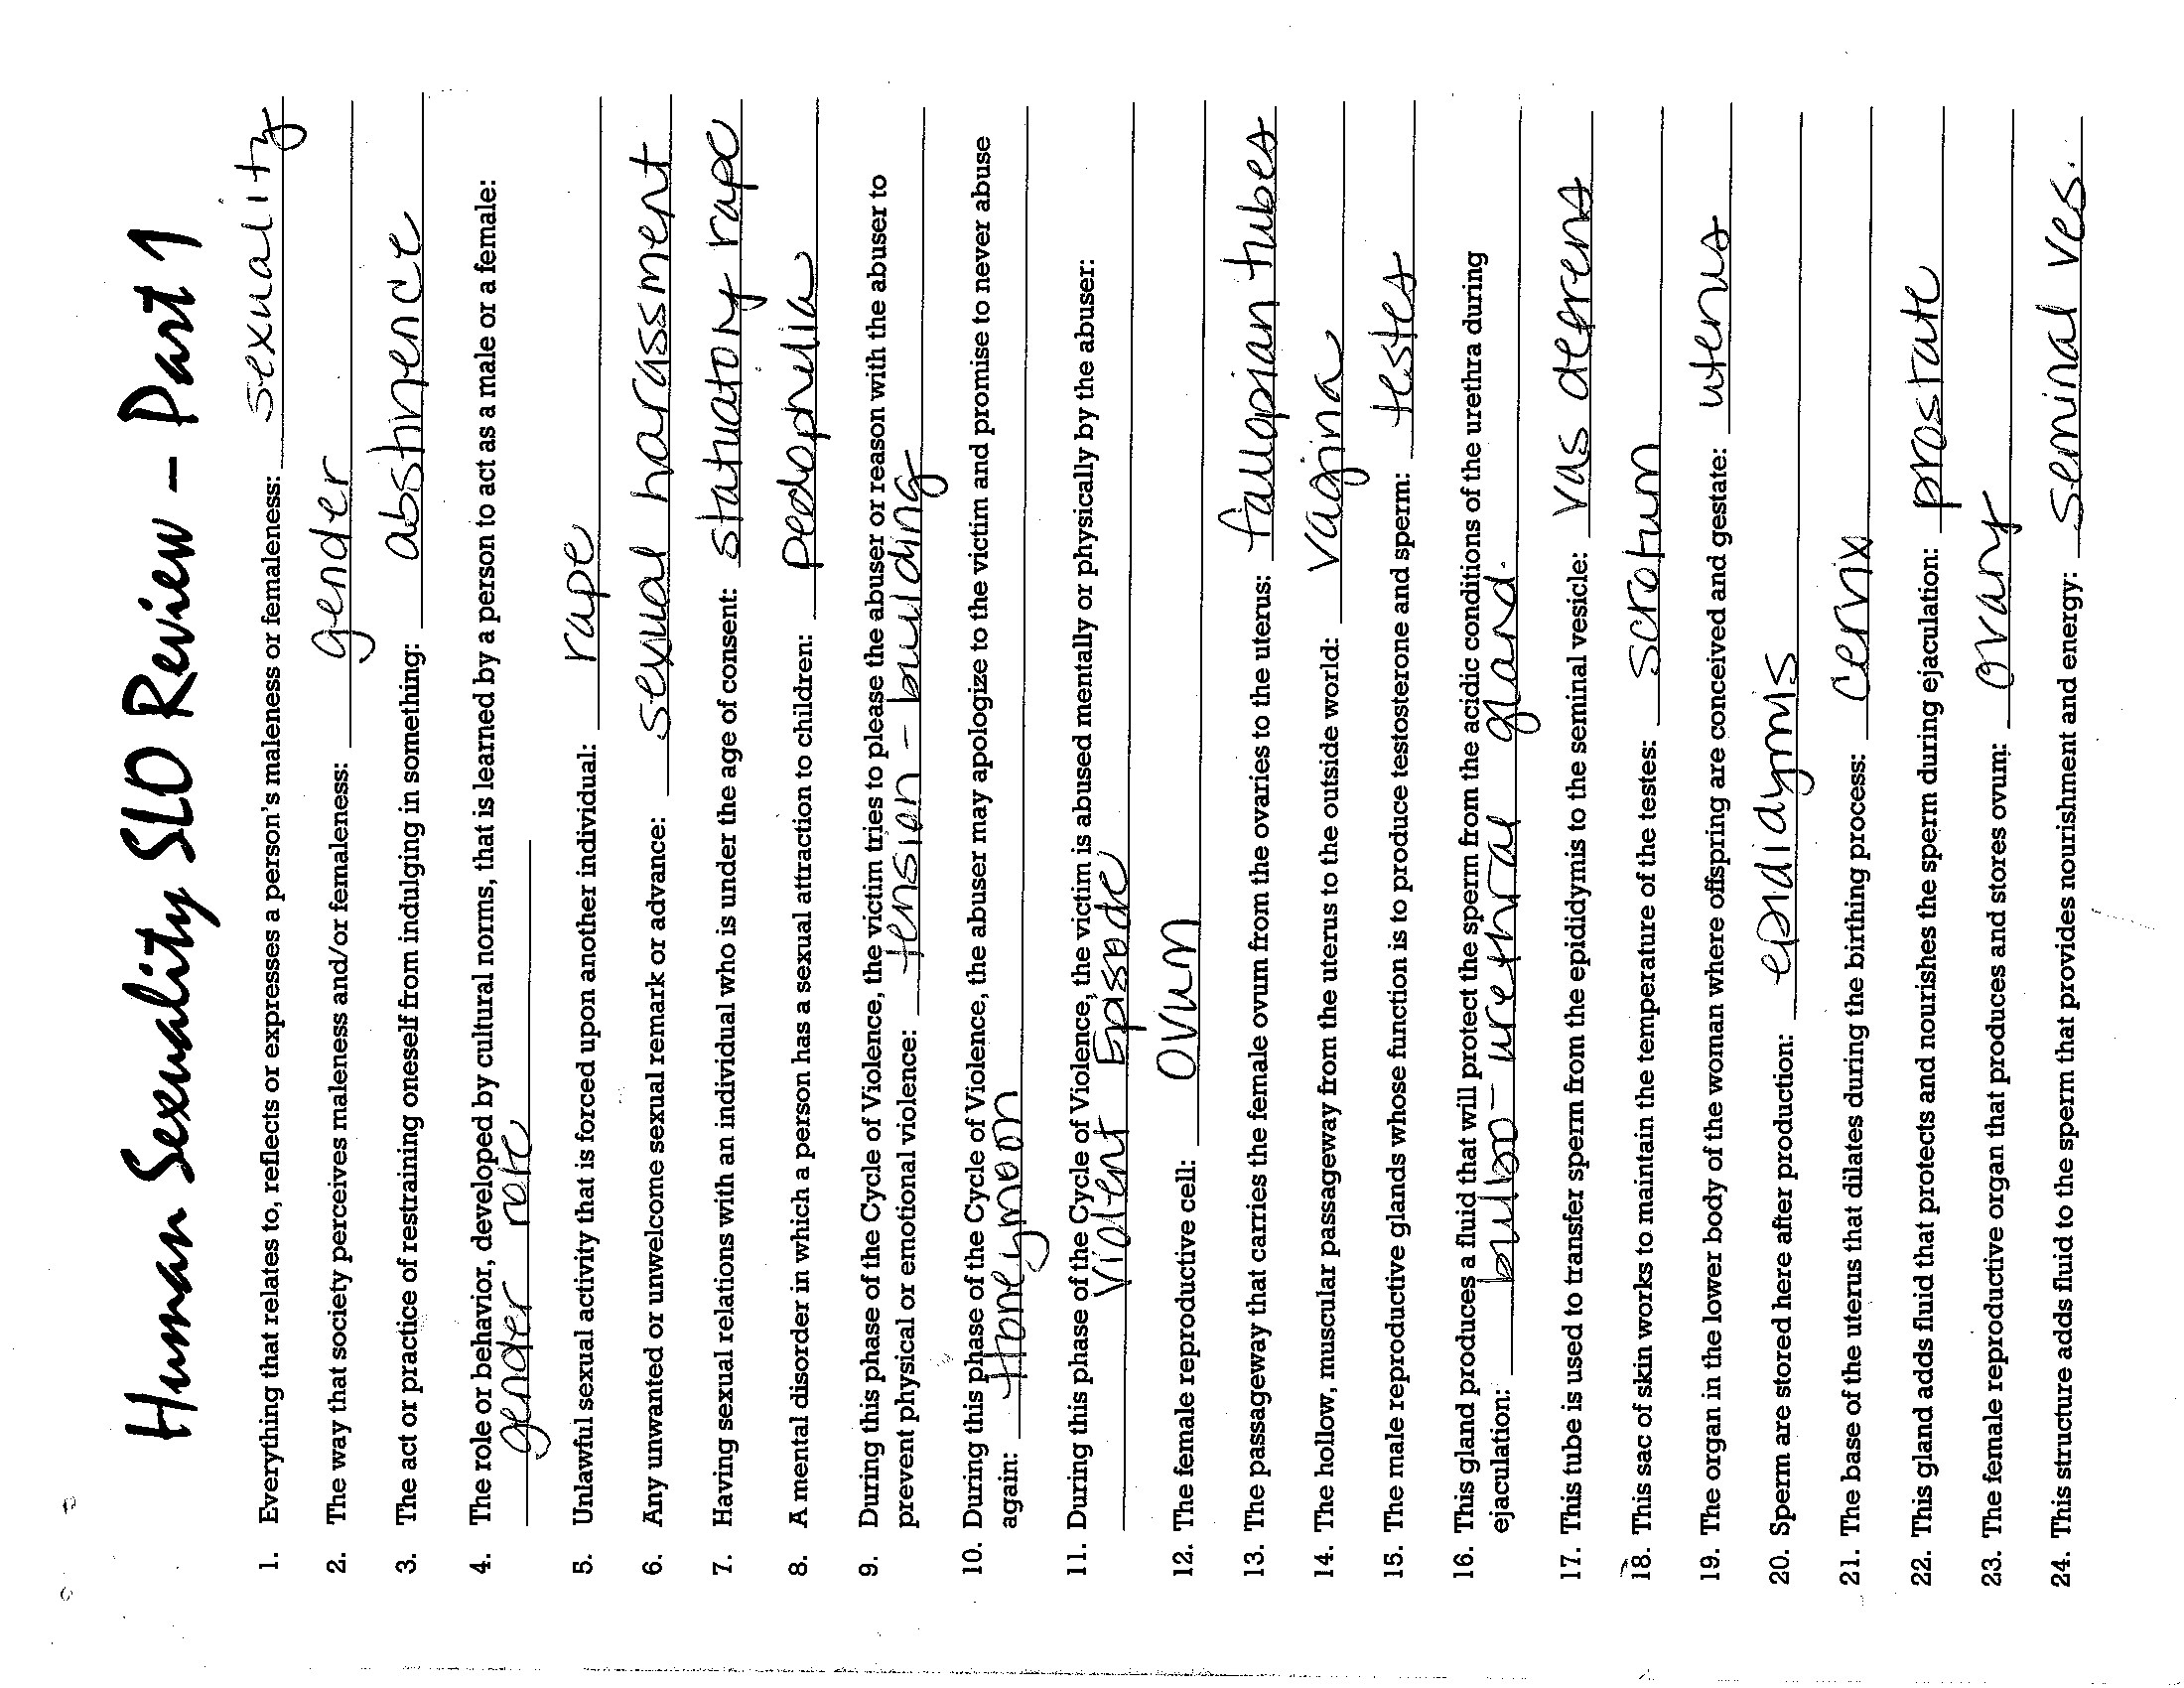 Human Sexuality SLO Review - Part 1
1. Everything that relates to, reflects or expresses a person's maleness or femaleness: sexuality
2. The way that society perceives maleness and/or femaleness: gender
3. The act or practice of restraining oneself from indulging in something: abstinence
4. The role or behavior, developed by cultural norms, that is learned by a person to act as a male or a female:
gender role
5. Unlawful sexual activity that is forced upon another individual: rape
6. Any unwanted or unwelcome sexual remark or advance: sexual harassment
7. Having sexual relations with an individual who is under the age of consent: statuatory rape
8. A mental disorder in which a person has a sexual attraction to children: pedophilia
9. During this phase of the Cycle of Violence, the victim tries to please the abuser or reason with the abuser to
prevent physical or emotional violence: tension-building
10. During this phase of the Cycle of Violence, the abuser may apologize to the victim and promise to never abuse
again: Honeymoon
11. During this phase of the Cycle of Violence, the victim is abused mentally or physically by the abuser:
Violent Episode
12. The female reproductive cell: ovum
13. The passageway that carries the female ovum from the ovaries to the uterus: fallopian tubes
14. The hollow, muscular passageway from the uterus to the outside world: vagina
15. The male reproductive glands whose function is to produce testosterone and sperm: testes
16. This gland produces a fluid that will protect the sperm from the acidic conditions of the urethra during
ejaculation: bulbo-urethral gland.
17. This tube is used to transfer sperm from the epididymis to the seminal vesicle: vas defrens
18. This sac of skin works to maintain the temperature of the testes: scrotum
19. The organ in the lower body of the woman where offspring are conceived and gestate: uterus
20. Sperm are stored here after production: epididyms
21. The base of the uterus that dilates during the birthing process: cervix
22. This gland adds fluid that protects and nourishes the sperm during ejaculation: prostate
23. The female reproductive organ that produces and stores ovum: ovary
24. This structure adds fluid to the sperm that provides nourishment and energy: seminal ves.